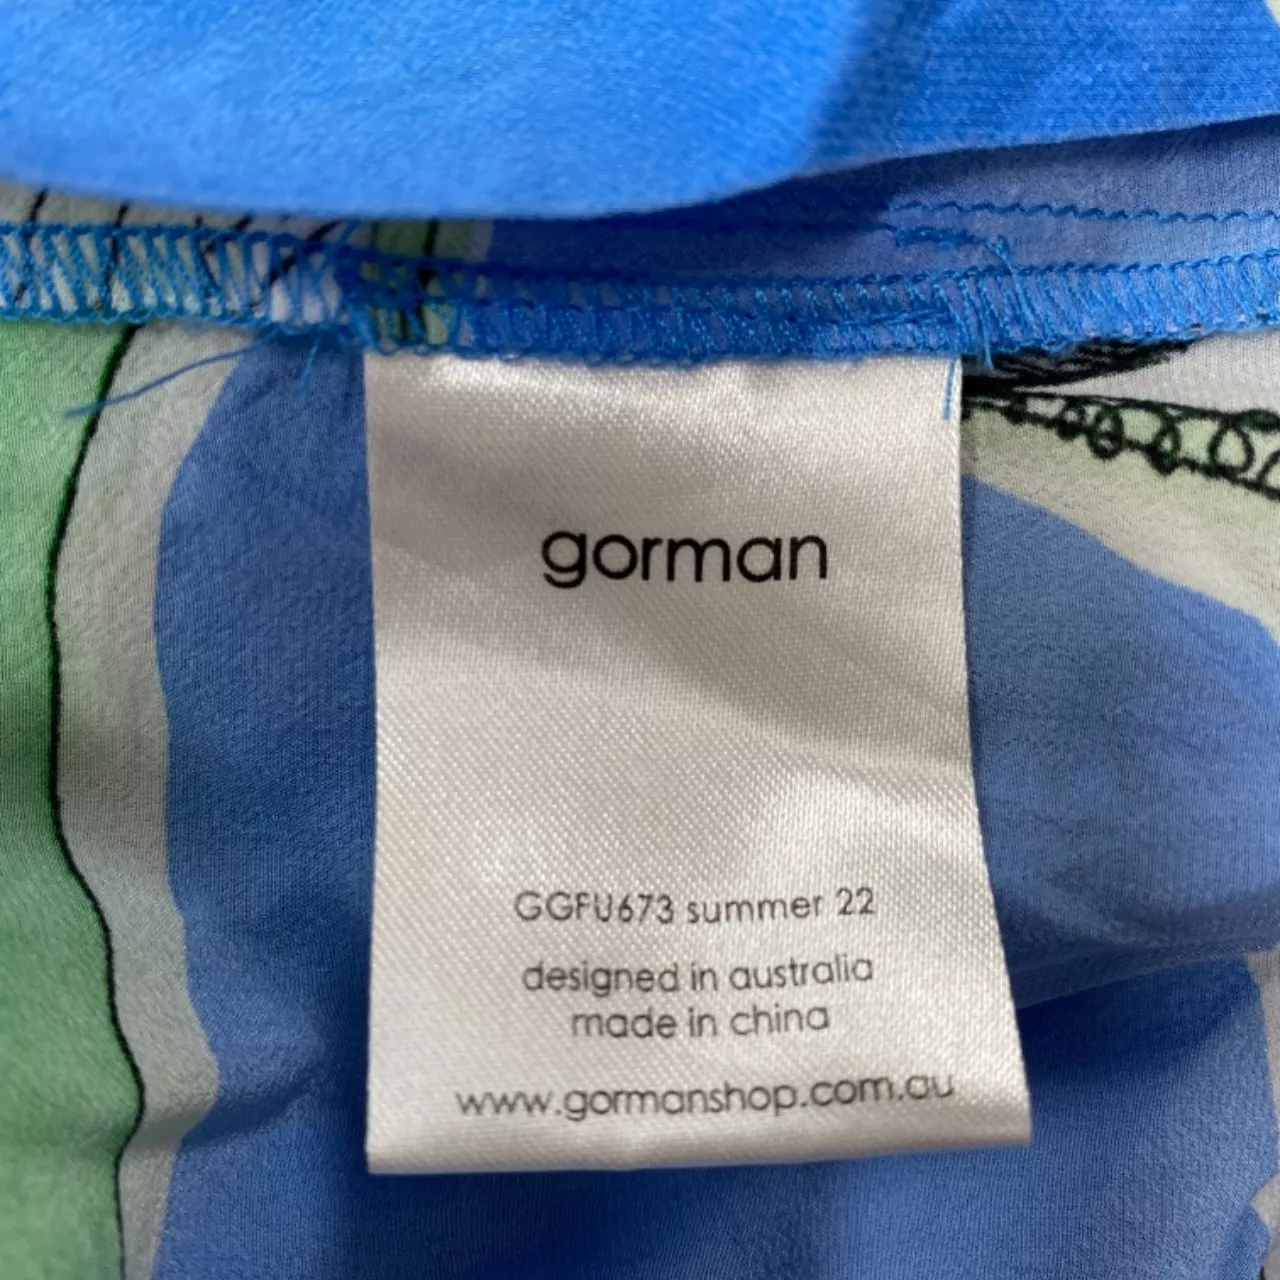 gorman
GGFU673 summer 22
designed in australia
made in china
www.gormanshop.com.au